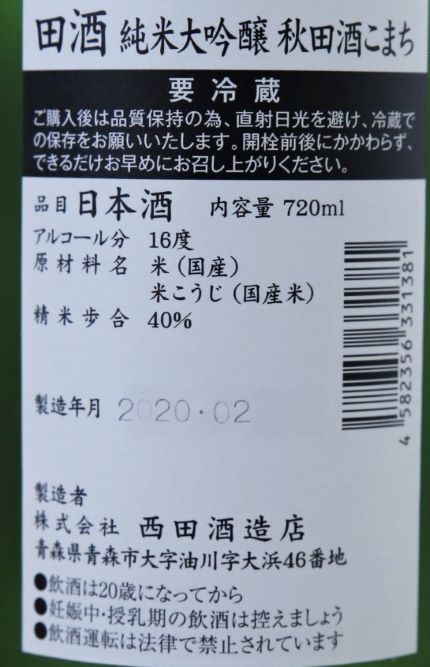 田酒 純米大吟醸 秋田酒こまち
要冷蔵
ご購入後は品質保持の為、直射日光を避け、冷蔵で
の保存をお願いいたします。開栓前後にかかわらず、
できるだけお早めにお召し上がりください。
品目 日本酒 内容量 720ml
アルコール分 16度
原材料名 米（国産）
米こうじ（国産米）
精米歩合 40%
製造年月 2020・02
4 582356 331381
製造者
株式会社 西田酒造店
青森県青森市大字油川字大浜46番地
●飲酒は20歳になってから
●妊娠中・授乳期の飲酒は控えましょう
●飲酒運転は法律で禁止されています